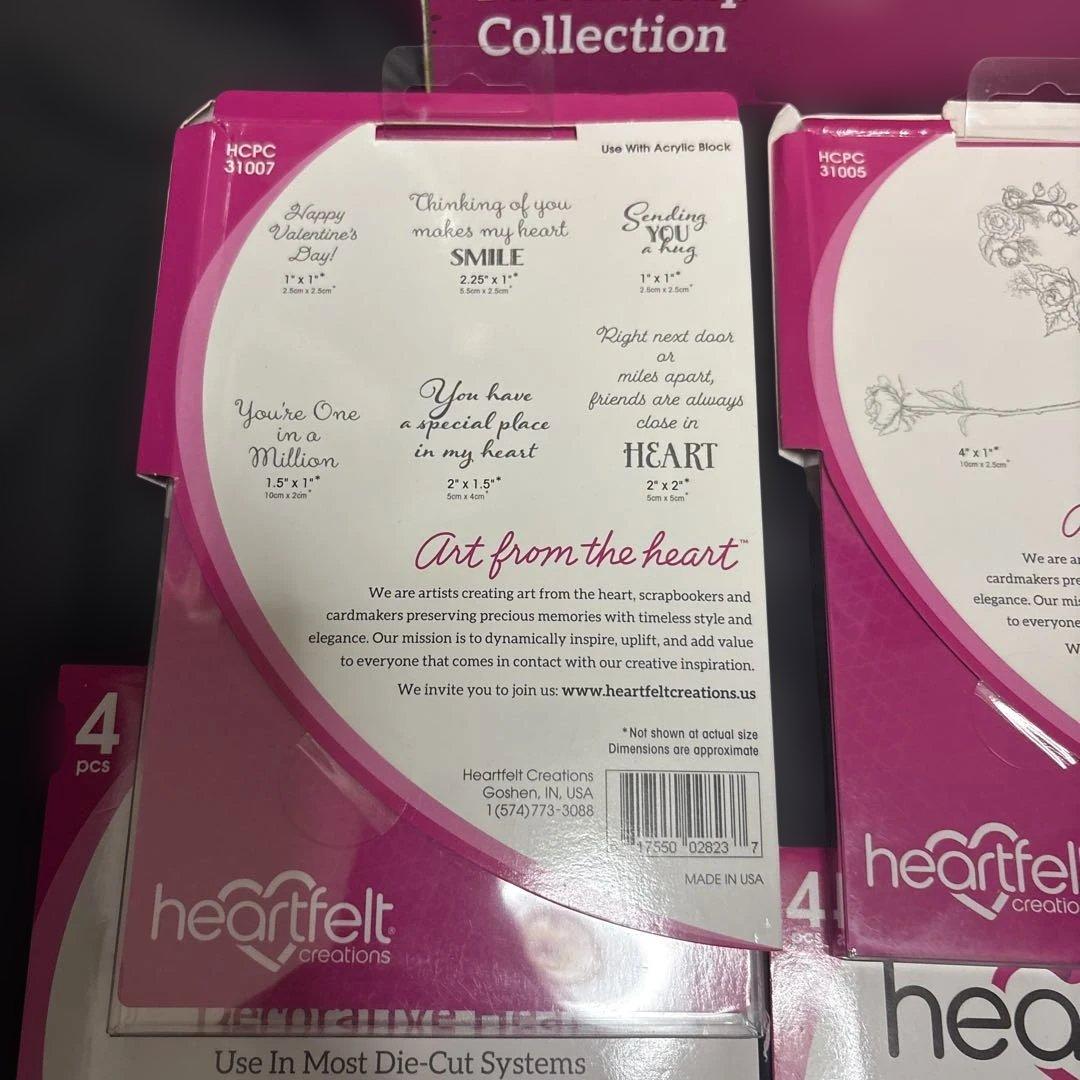 Collection
HCPC
31007
Use With Acrylic Block
Happy
Valentine's
Day!
1" x 1"*
2.5cm x 2.5cm*
Thinking of you
makes my heart
SMILE
2.25" x 1"*
5.5cm x 2.5cm*
Sending
YOU
a hug
1" x 1"*
2.5cm x 2.5cm*
You're One
in a
Million
1.5" x 1"*
10cm x 2cm*
You have
a special place
in my heart
2" x 1.5"*
5cm x 4cm*
Right next door
or
miles apart,
friends are always
close in
HEART
2" x 2"*
5cm x 5cm*
Art from the heart™
We are artists creating art from the heart, scrapbookers and
cardmakers preserving precious memories with timeless style and
elegance. Our mission is to dynamically inspire, uplift, and add value
to everyone that comes in contact with our creative inspiration.
We invite you to join us: www.heartfeltcreations.us
*Not shown at actual size
Dimensions are approximate
Heartfelt Creations
Goshen, IN, USA
1(574)773-3088
17550 02823 7
MADE IN USA
heartfelt®
creations
HCPC
31005
4" x 1"*
10cm x 2.5cm*
We are
cardmakers
elegance. Our
to everyone
heartfel
creatio
4
pcs
Decorative
Use In Most Die-Cut Systems
4
pcs
hea